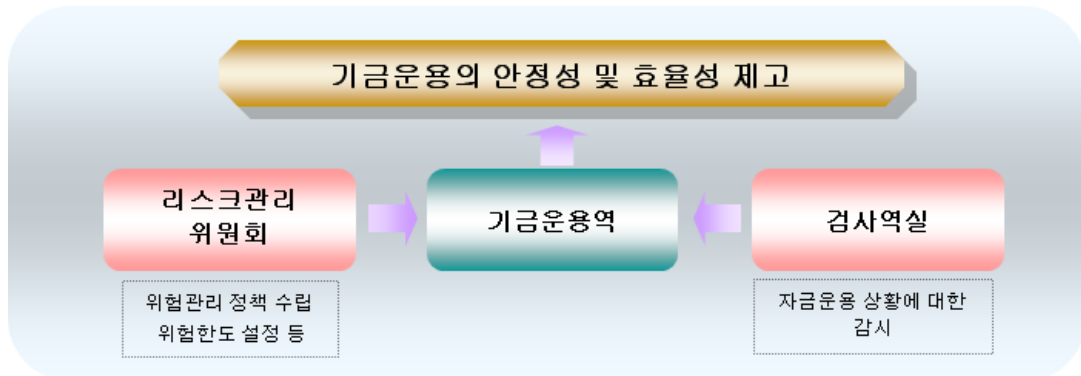 기금운용의 안정성 및 효율성 제고
리스크관리
위원회
기금운용역
검사역실
위험관리 정책 수립
위험한도 설정 등
자금운용 상황에 대한
감시